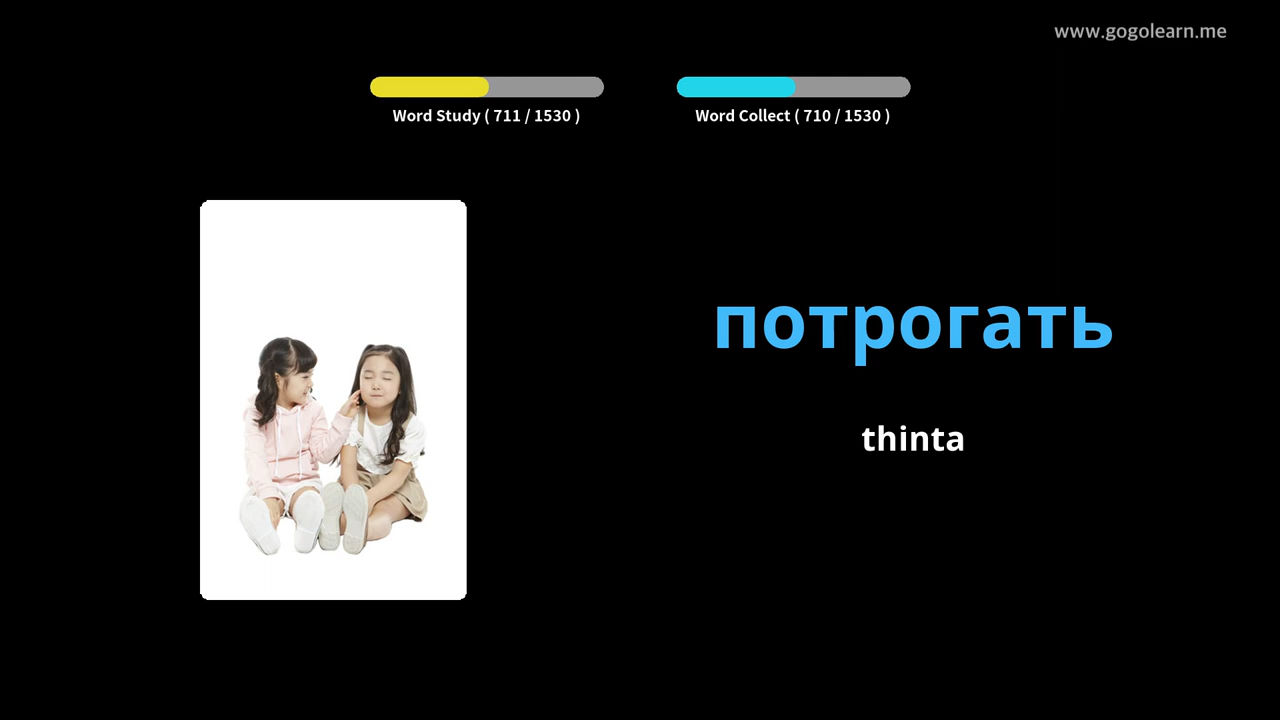 www.gogolearn.me
Word Study ( 711 / 1530 )
Word Collect ( 710 / 1530 )
потрогать
thinta